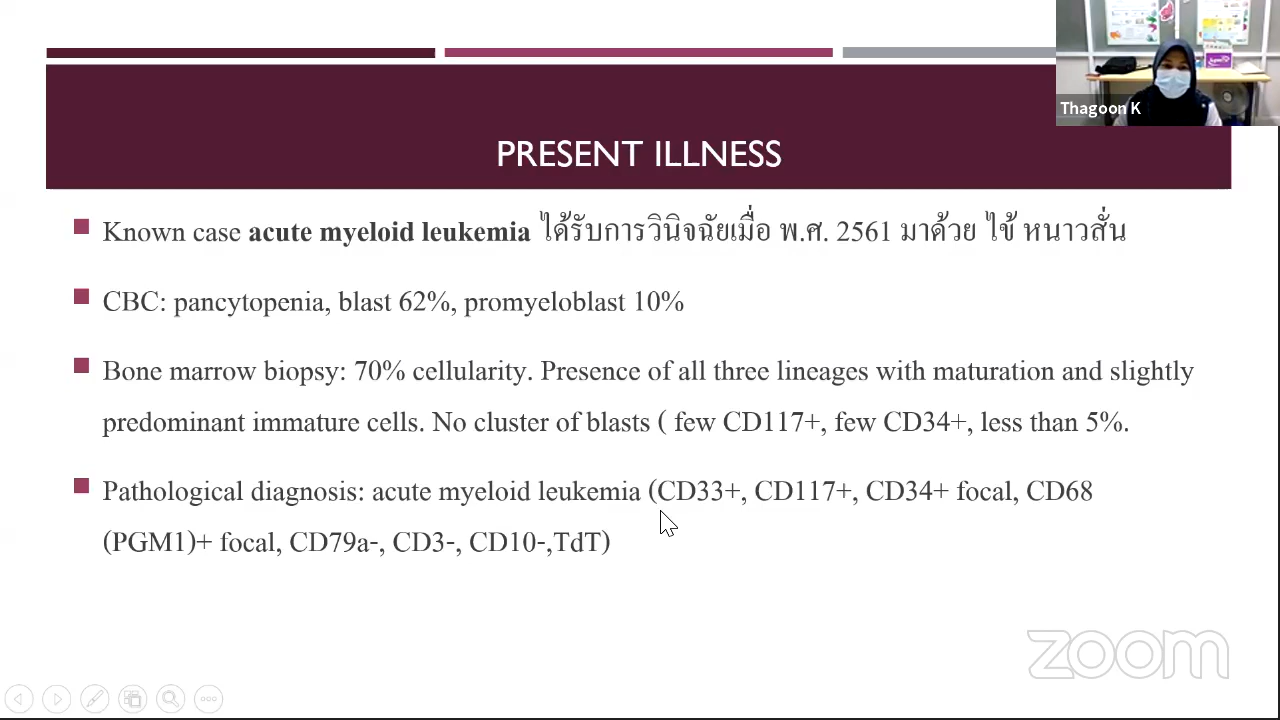 Thagoon K
PRESENT ILLNESS
Known case acute myeloid leukemia ได้รับการวินิจฉัยเมื่อ พ.ศ. 2561 มาด้วย ไข้ หนาวสั่น
CBC: pancytopenia, blast 62%, promyeloblast 10%
Bone marrow biopsy: 70% cellularity. Presence of all three lineages with maturation and slightly
predominant immature cells. No cluster of blasts ( few CD117+, few CD34+, less than 5%.
Pathological diagnosis: acute myeloid leukemia (CD33+, CD117+, CD34+ focal, CD68
(PGM1)+ focal, CD79a-, CD3-, CD10-,TdT)
zoom